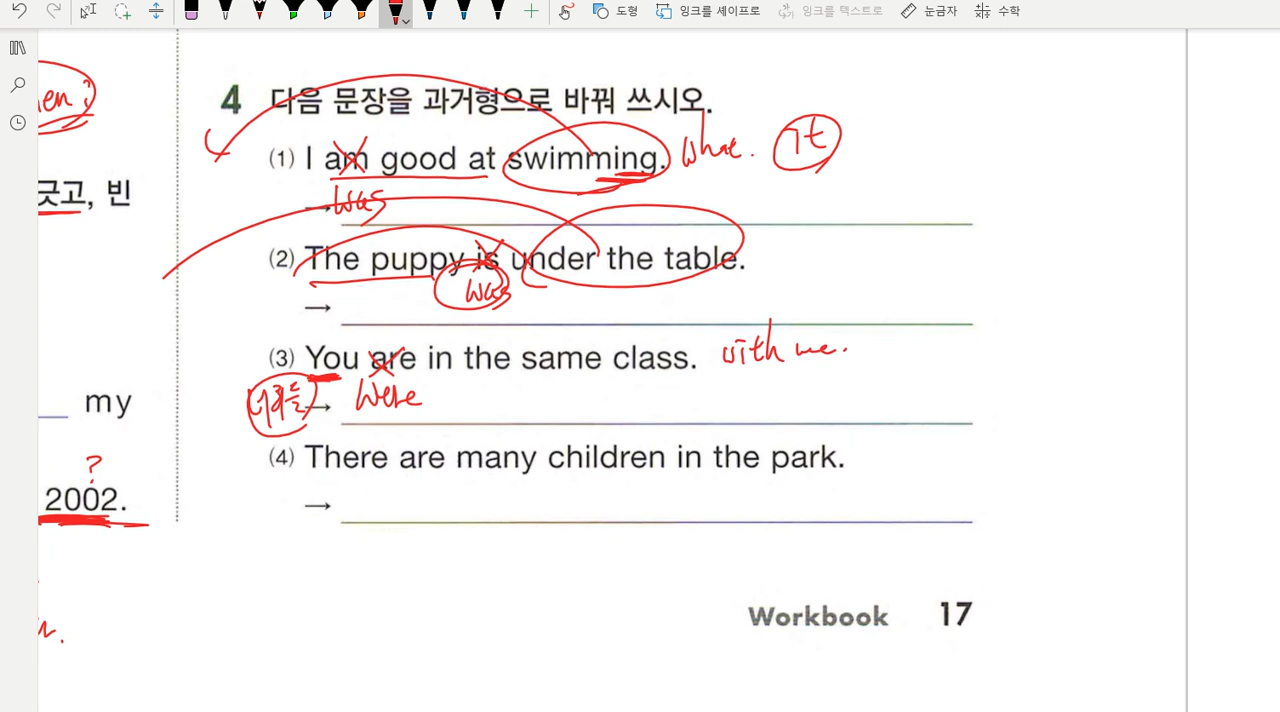 도형 잉크를 셰이프로 잉크를 텍스트로 눈금자 수학
en?
긋고, 빈
my
?
2002.
4 다음 문장을 과거형으로 바꿔 쓰시오.
(1) I am good at swimming. what. it
→ was
(2) The puppy is under the table.
was
→
(3) You are in the same class. with me.
너희들 → were
(4) There are many children in the park.
→
Workbook 17